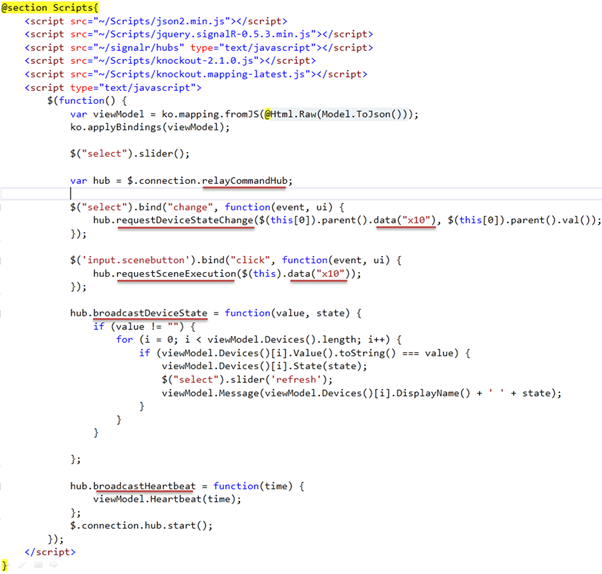 @section Scripts{
<script src="~/Scripts/json2.min.js"></script>
<script src="~/Scripts/jquery.signalR-0.5.3.min.js"></script>
<script src="~/signalr/hubs" type="text/javascript"></script>
<script src="~/Scripts/knockout-2.1.0.js"></script>
<script src="~/Scripts/knockout.mapping-latest.js"></script>
<script type="text/javascript">
$(function() {
var viewModel = ko.mapping.fromJS(@Html.Raw(Model.ToJson()));
ko.applyBindings(viewModel);
$("select").slider();
var hub = $.connection.relayCommandHub;
$("select").bind("change", function(event, ui) {
hub.requestDeviceStateChange($(this[0]).parent().data("x10"), $(this[0]).parent().val());
});
$('input.scenebutton').bind("click", function(event, ui) {
hub.requestSceneExecution($(this).data("x10"));
});
hub.broadcastDeviceState = function(value, state) {
if (value != "") {
for (i = 0; i < viewModel.Devices().length; i++) {
if (viewModel.Devices()[i].Value().toString() === value) {
viewModel.Devices()[i].State(state);
$("select").slider('refresh');
viewModel.Message(viewModel.Devices()[i].DisplayName() + ' ' + state);
}
}
}
};
hub.broadcastHeartbeat = function(time) {
viewModel.Heartbeat(time);
};
$.connection.hub.start();
});
</script>
}